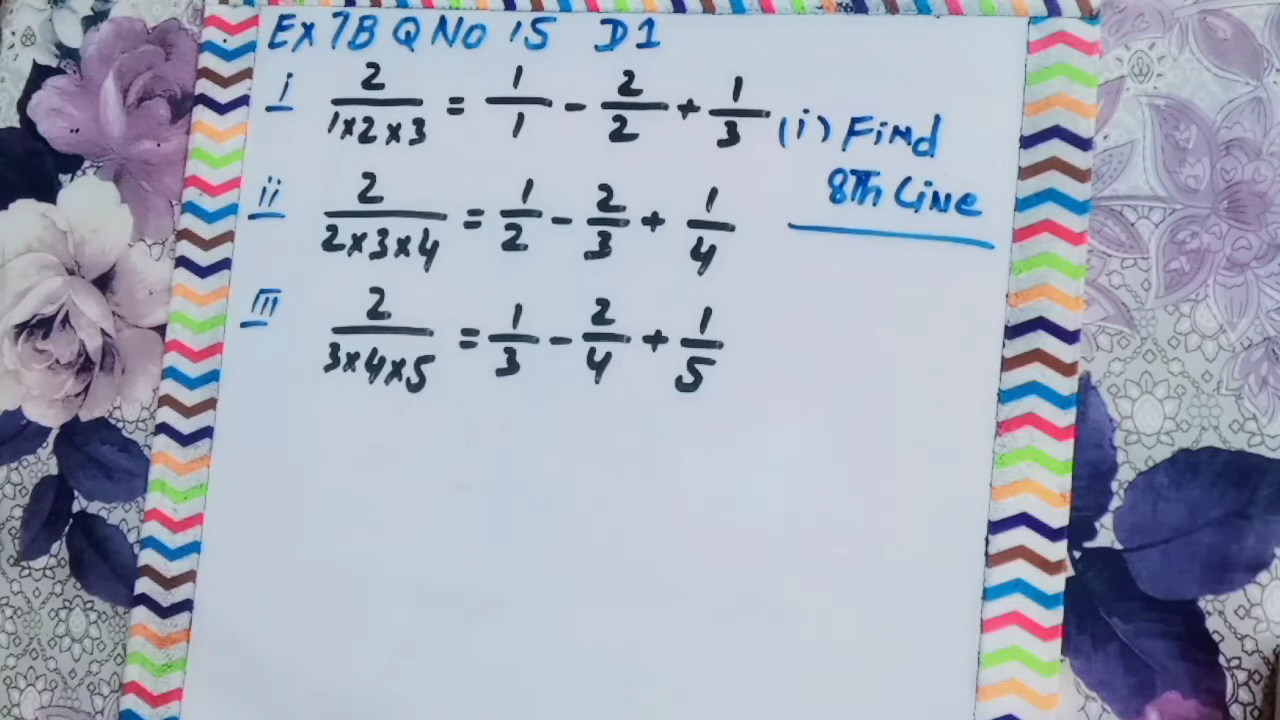 Ex 7B Q No 15 D1
i 2/(1×2×3) = 1/1 - 2/2 + 1/3 (i) Find
8th Line
ii 2/(2×3×4) = 1/2 - 2/3 + 1/4
III 2/(3×4×5) = 1/3 - 2/4 + 1/5